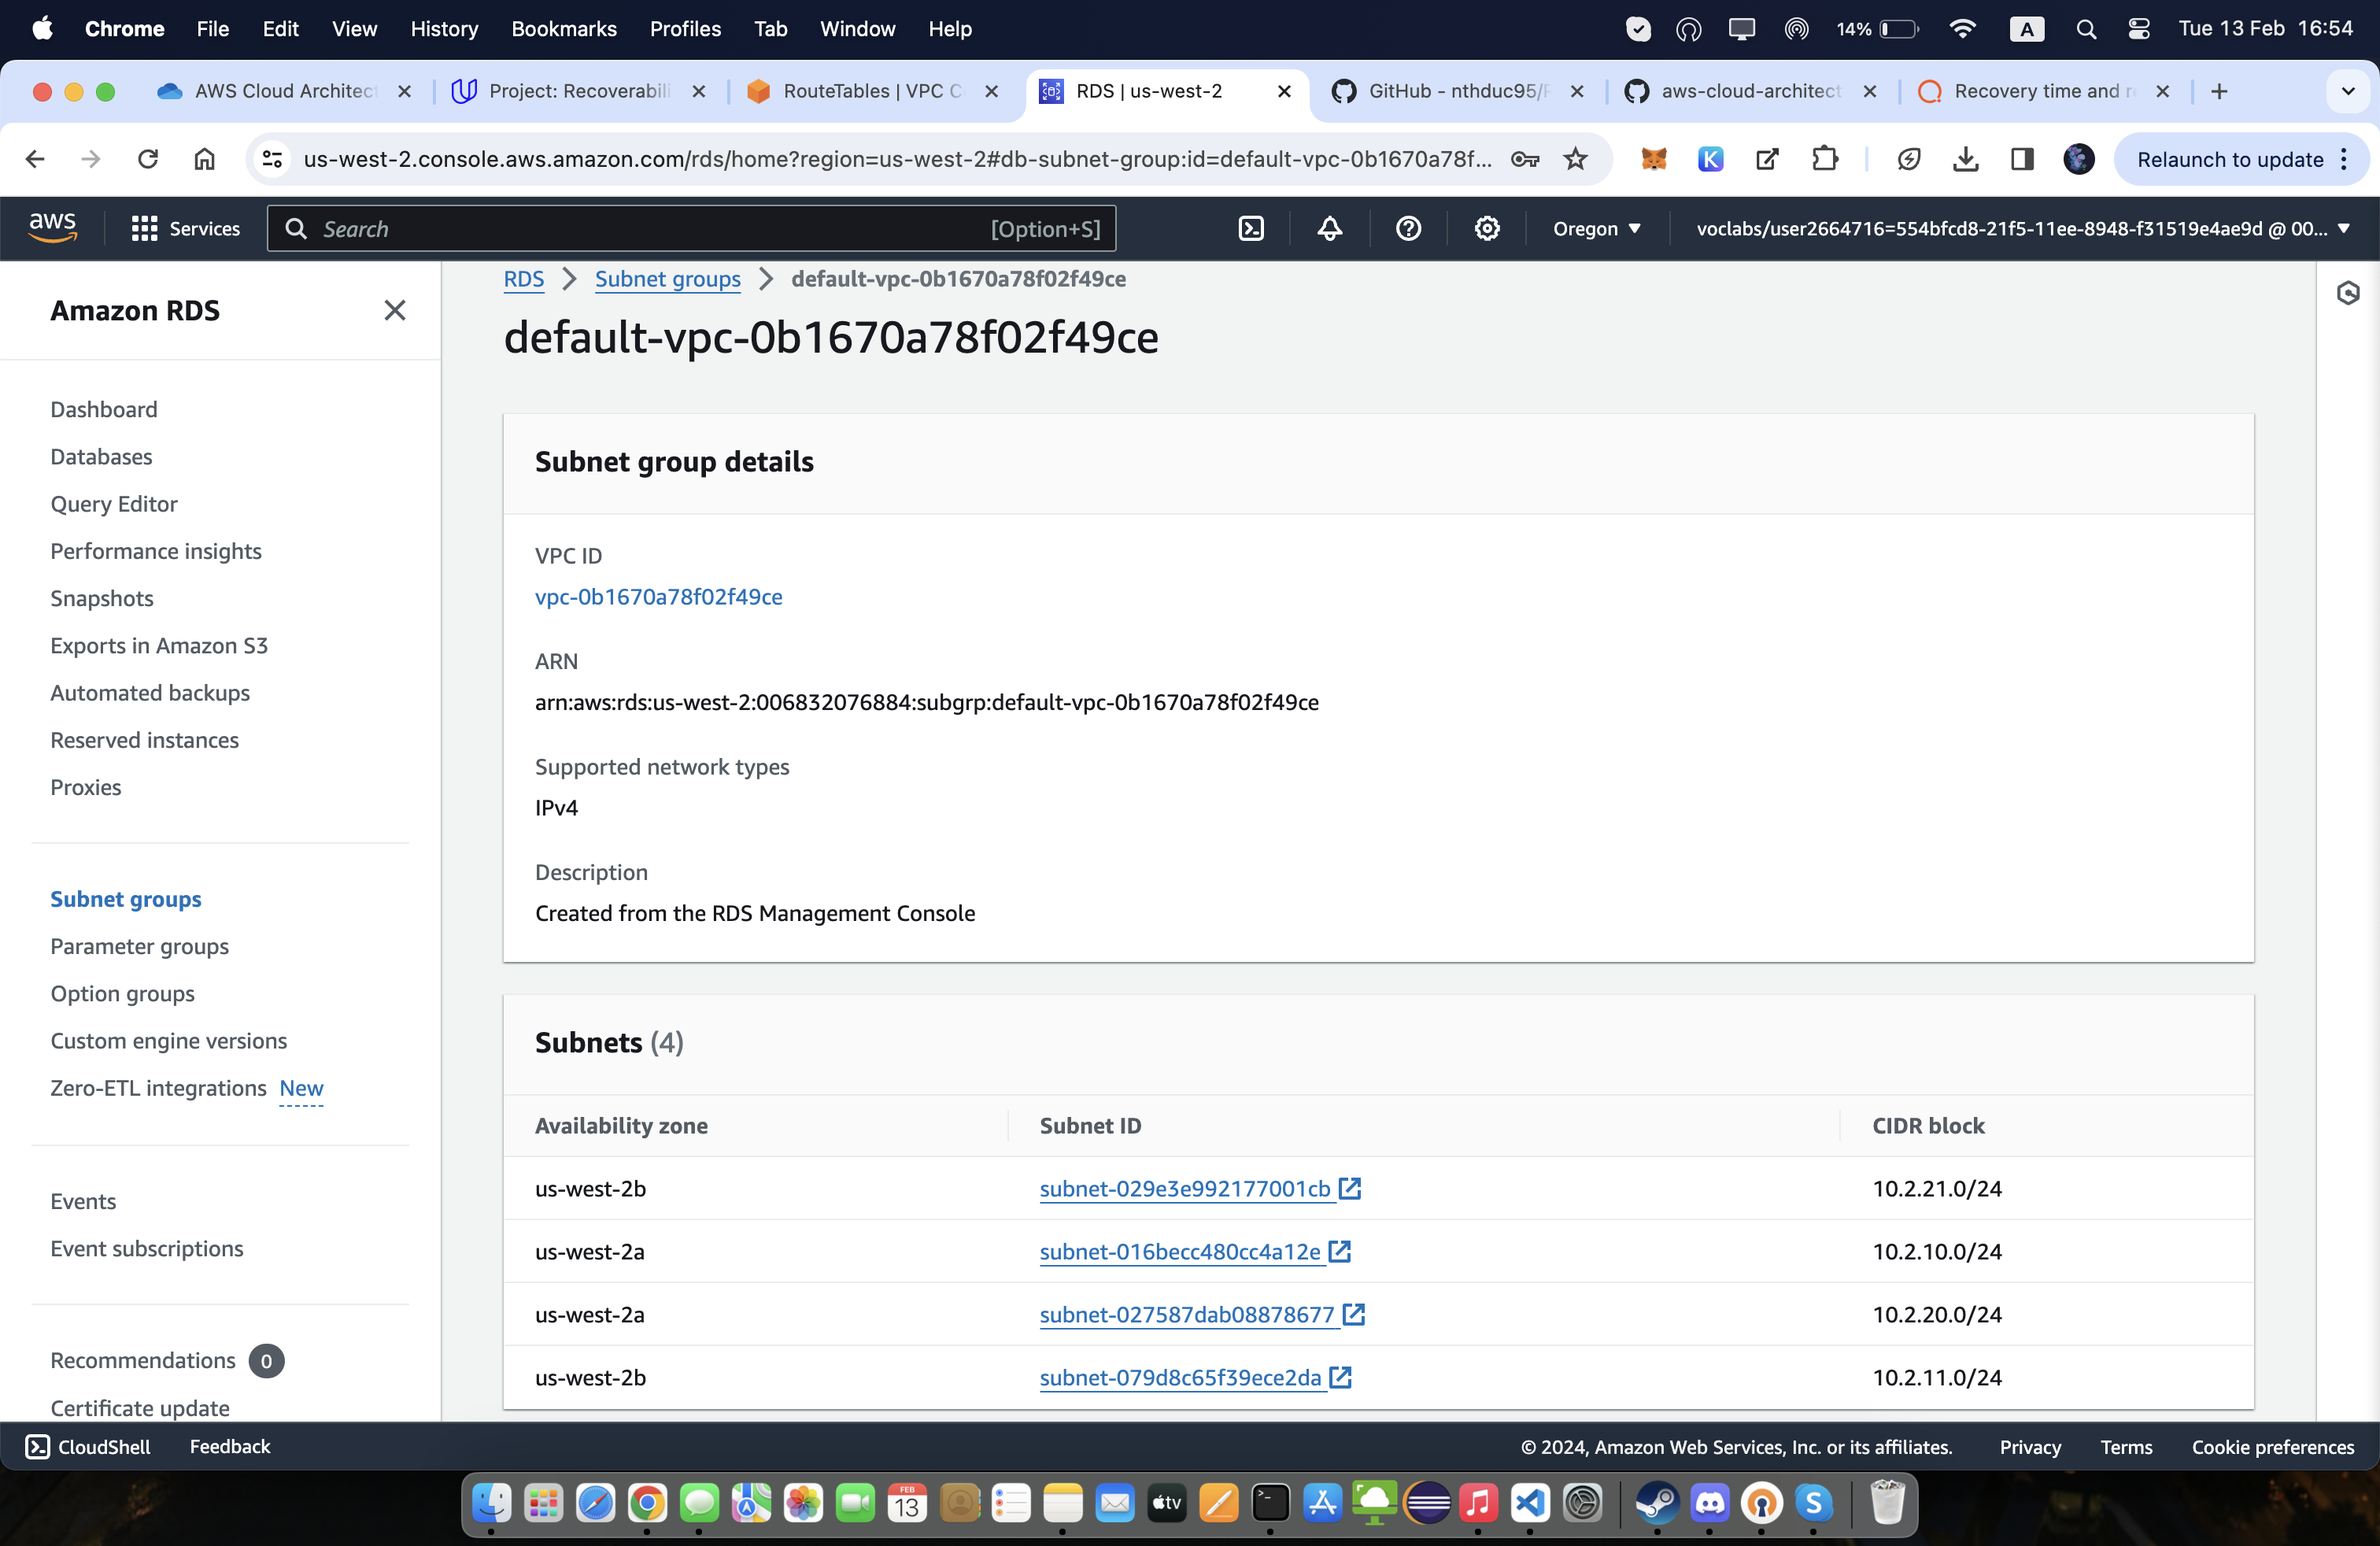 Chrome File Edit View History Bookmarks Profiles Tab Window Help 14% A Tue 13 Feb 16:54
AWS Cloud Architect Project: Recoverabili RouteTables | VPC C RDS | us-west-2 GitHub - nthduc95/ aws-cloud-architect Recovery time and r
us-west-2.console.aws.amazon.com/rds/home?region=us-west-2#db-subnet-group:id=default-vpc-0b1670a78f... K Relaunch to update
aws Services Search [Option+S] Oregon voclabs/user2664716=554bfcd8-21f5-11ee-8948-f31519e4ae9d @ 00...
Amazon RDS
Dashboard
Databases
Query Editor
Performance insights
Snapshots
Exports in Amazon S3
Automated backups
Reserved instances
Proxies
Subnet groups
Parameter groups
Option groups
Custom engine versions
Zero-ETL integrations New
Events
Event subscriptions
Recommendations 0
Certificate update
RDS > Subnet groups > default-vpc-0b1670a78f02f49ce
default-vpc-0b1670a78f02f49ce
Subnet group details
VPC ID
vpc-0b1670a78f02f49ce
ARN
arn:aws:rds:us-west-2:006832076884:subgrp:default-vpc-0b1670a78f02f49ce
Supported network types
IPv4
Description
Created from the RDS Management Console
Subnets (4)
Availability zone Subnet ID CIDR block
us-west-2b subnet-029e3e992177001cb 10.2.21.0/24
us-west-2a subnet-016becc480cc4a12e 10.2.10.0/24
us-west-2a subnet-027587dab08878677 10.2.20.0/24
us-west-2b subnet-079d8c65f39ece2da 10.2.11.0/24
CloudShell Feedback © 2024, Amazon Web Services, Inc. or its affiliates. Privacy Terms Cookie preferences
FEB
13
tv
S